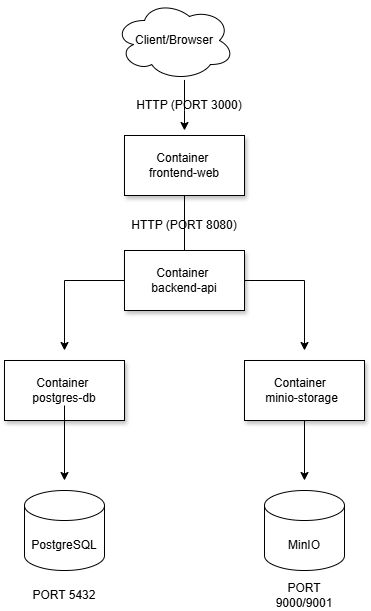 Client/Browser
HTTP (PORT 3000)
Container
frontend-web
HTTP (PORT 8080)
Container
backend-api
Container
postgres-db
Container
minio-storage
PostgreSQL
MinIO
PORT 5432
PORT
9000/9001